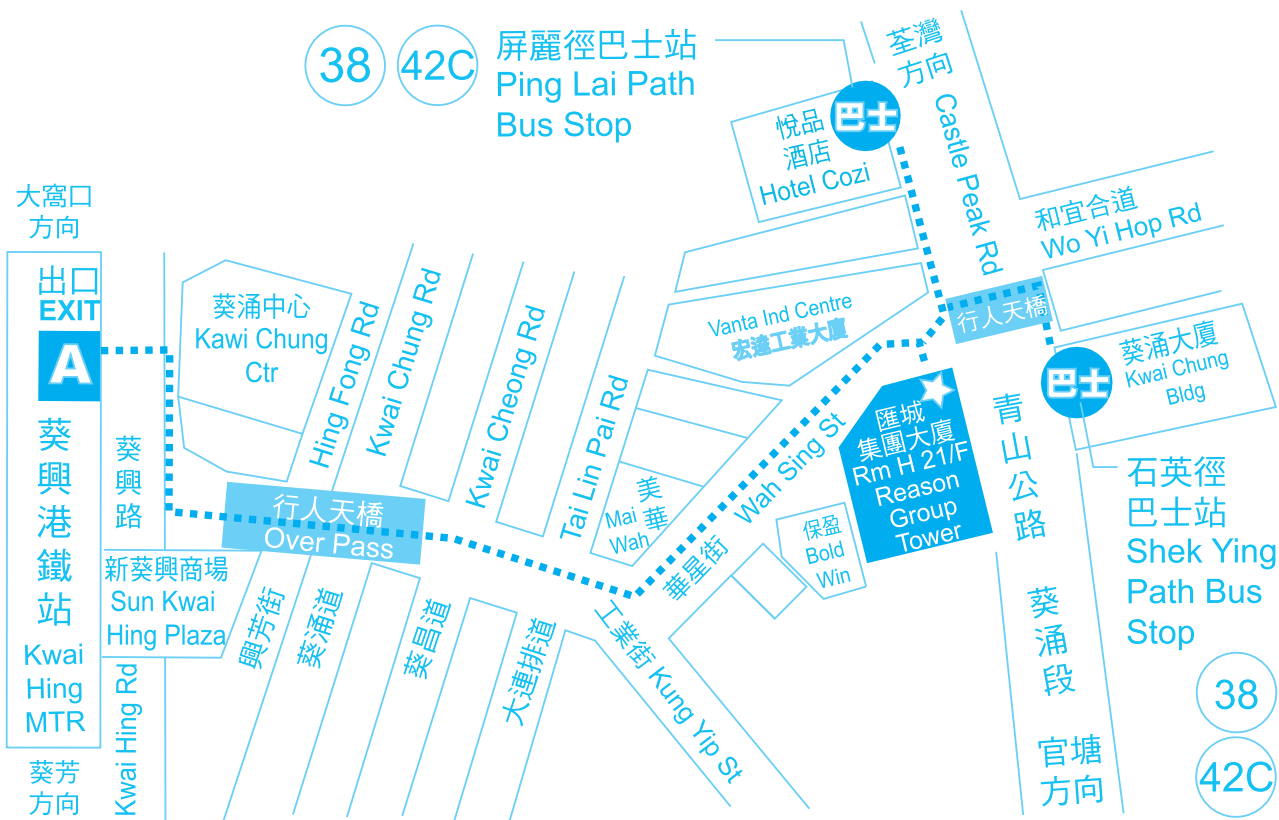 38
42C
屏麗徑巴士站
Ping Lai Path
Bus Stop
荃灣
方向
Castle Peak Rd
巴士
悅品
酒店
Hotel Cozi
和宜合道
Wo Yi Hop Rd
大窩口
方向
出口
EXIT
A
葵興港鐵站
Kwai
Hing
MTR
葵芳
方向
葵興路
Kwai Hing Rd
葵涌中心
Kawi Chung
Ctr
Hing Fong Rd
Kwai Chung Rd
Kwai Cheong Rd
Tai Lin Pai Rd
Vanta Ind Centre
宏達工業大廈
行人天橋
葵涌大廈
Kwai Chung
Bldg
巴士
匯城
集團大廈
Rm H 21/F
Reason
Group
Tower
Wah Sing St
華星街
美華
Mai
Wah
保盈
Bold
Win
行人天橋
Over Pass
新葵興商場
Sun Kwai
Hing Plaza
興芳街
葵涌道
葵昌道
大連排道
工業街 Kung Yip St
青山公路
葵涌段
官塘
方向
石英徑
巴士站
Shek Ying
Path Bus
Stop
38
42C